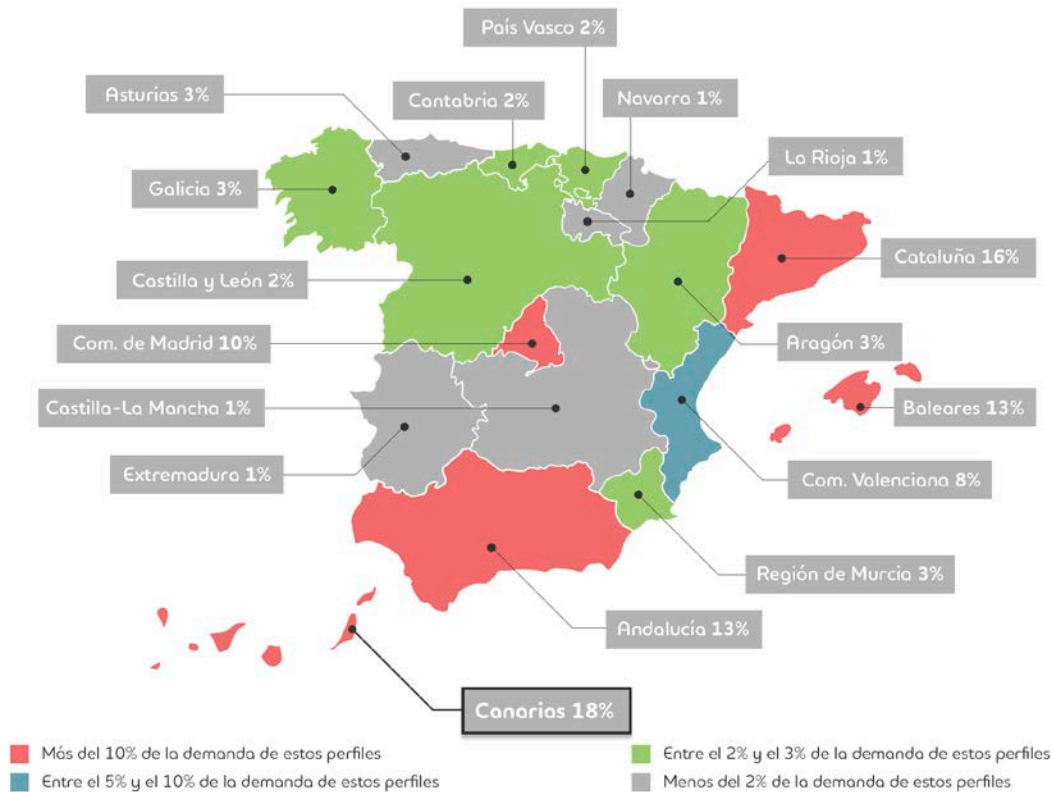 País Vasco 2%
Asturias 3%
Cantabria 2%
Navarra 1%
La Rioja 1%
Galicia 3%
Cataluña 16%
Castilla y León 2%
Com. de Madrid 10%
Aragón 3%
Castilla-La Mancha 1%
Baleares 13%
Extremadura 1%
Com. Valenciana 8%
Región de Murcia 3%
Andalucía 13%
Canarias 18%
Más del 10% de la demanda de estos perfiles
Entre el 2% y el 3% de la demanda de estos perfiles
Entre el 5% y el 10% de la demanda de estos perfiles
Menos del 2% de la demanda de estos perfiles